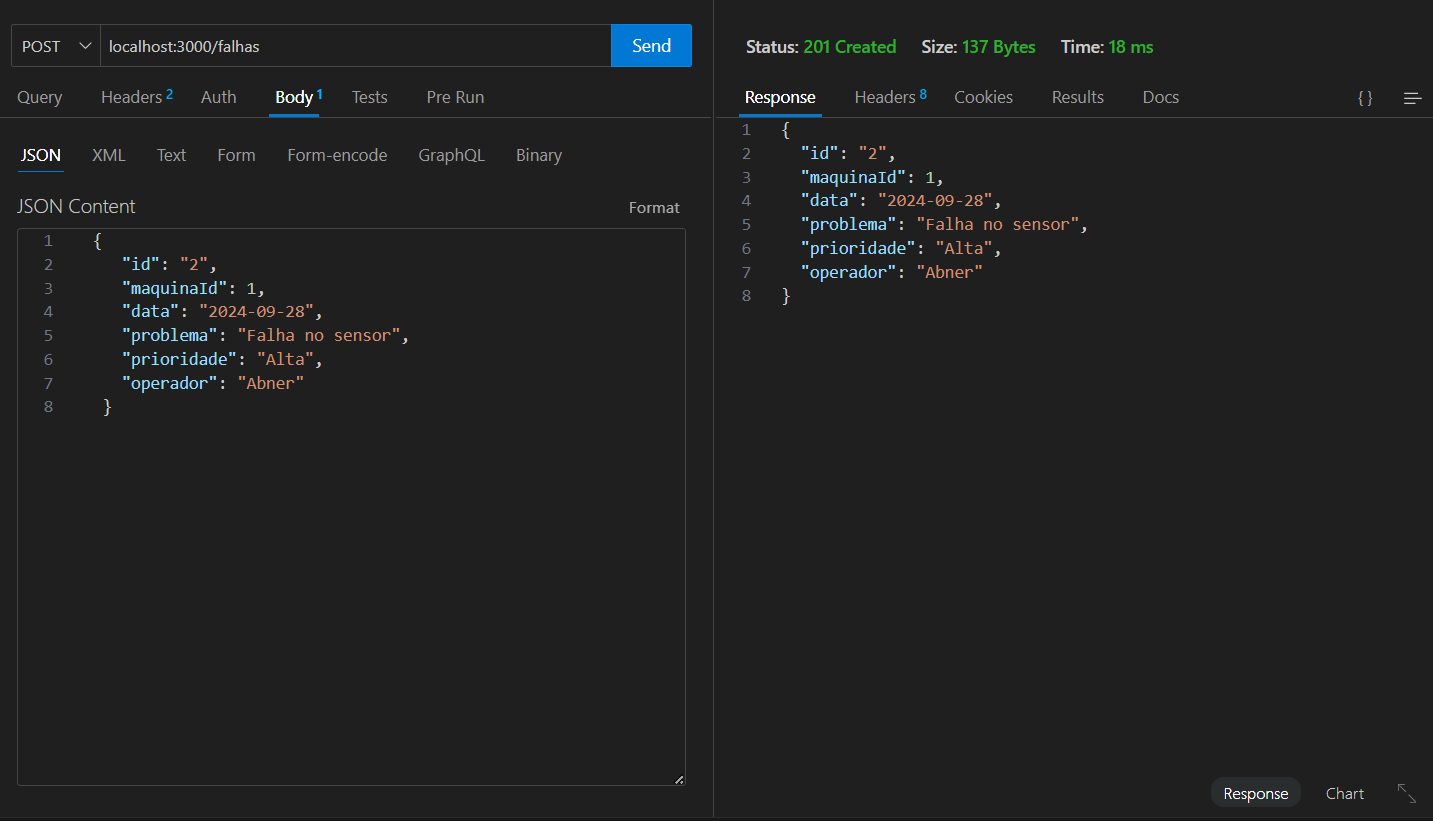 POST localhost:3000/falhas Send
Query Headers 2 Auth Body 1 Tests Pre Run
JSON XML Text Form Form-encode GraphQL Binary
JSON Content Format
1 {
2 "id": "2",
3 "maquinaId": 1,
4 "data": "2024-09-28",
5 "problema": "Falha no sensor",
6 "prioridade": "Alta",
7 "operador": "Abner"
8 }
Status: 201 Created Size: 137 Bytes Time: 18 ms
Response Headers 8 Cookies Results Docs { }
1 {
2 "id": "2",
3 "maquinaId": 1,
4 "data": "2024-09-28",
5 "problema": "Falha no sensor",
6 "prioridade": "Alta",
7 "operador": "Abner"
8 }
Response Chart